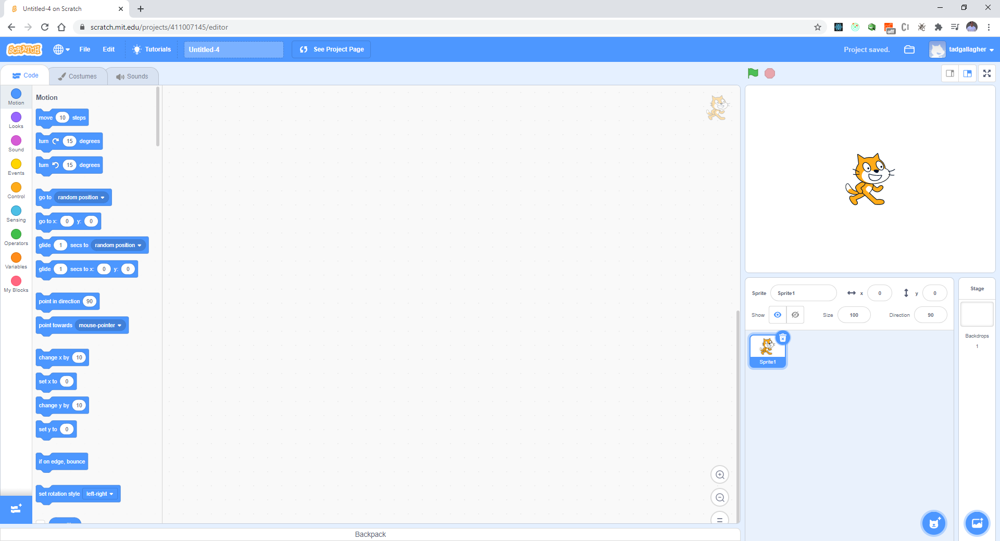 Untitled-4 on Scratch
scratch.mit.edu/projects/411007145/editor
off
SCRATCH
File
Edit
Tutorials
Untitled-4
See Project Page
Project saved.
tadgallagher
Code
Costumes
Sounds
Motion
Looks
Sound
Events
Control
Sensing
Operators
Variables
My Blocks
Motion
move 10 steps
turn 15 degrees
turn 15 degrees
go to random position
go to x: 0 y: 0
glide 1 secs to random position
glide 1 secs to x: 0 y: 0
point in direction 90
point towards mouse-pointer
change x by 10
set x to 0
change y by 10
set y to 0
if on edge, bounce
set rotation style left-right
Backpack
Sprite Sprite1 x 0 y 0
Show Size 100 Direction 90
Sprite1
Stage
Backdrops
1